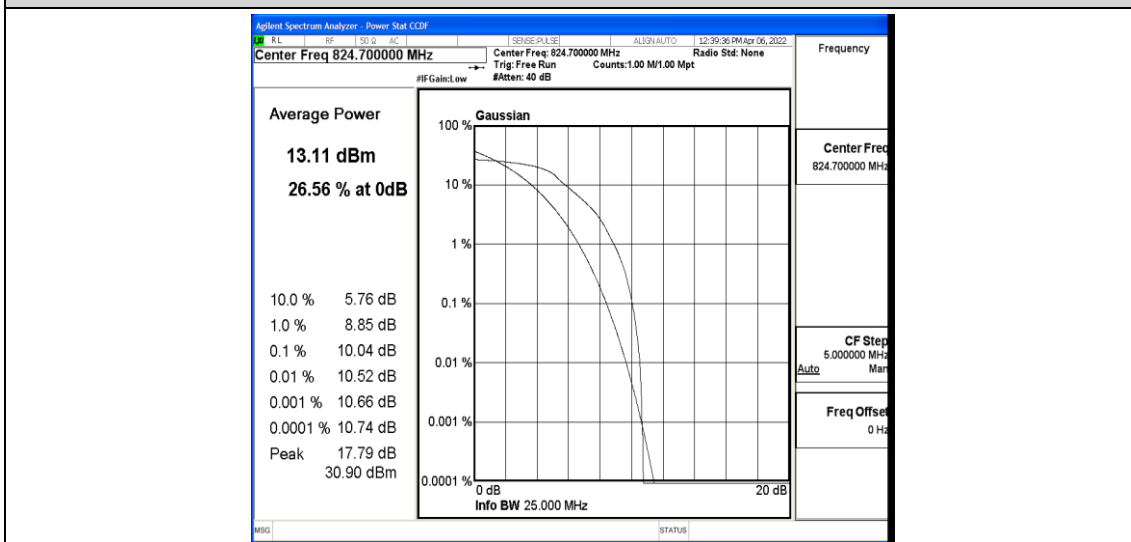 Agilent Spectrum Analyzer - Power Stat CCDF
RL RF 50 Ω AC SENSE:PULSE ALIGNAUTO 12:39:36 PM Apr 06, 2022
Center Freq 824.700000 MHz
Center Freq: 824.700000 MHz Radio Std: None
Trig: Free Run Counts:1.00 M/1.00 Mpt
#IFGain:Low #Atten: 40 dB
Frequency
Average Power
13.11 dBm
26.56 % at 0dB
10.0 % 5.76 dB
1.0 % 8.85 dB
0.1 % 10.04 dB
0.01 % 10.52 dB
0.001 % 10.66 dB
0.0001 % 10.74 dB
Peak 17.79 dB
30.90 dBm
Gaussian
100 %
10 %
1 %
0.1 %
0.01 %
0.001 %
0.0001 %
0 dB 20 dB
Info BW 25.000 MHz
Center Freq
824.700000 MHz
CF Step
5.000000 MHz
Auto Man
Freq Offset
0 Hz
MSG STATUS